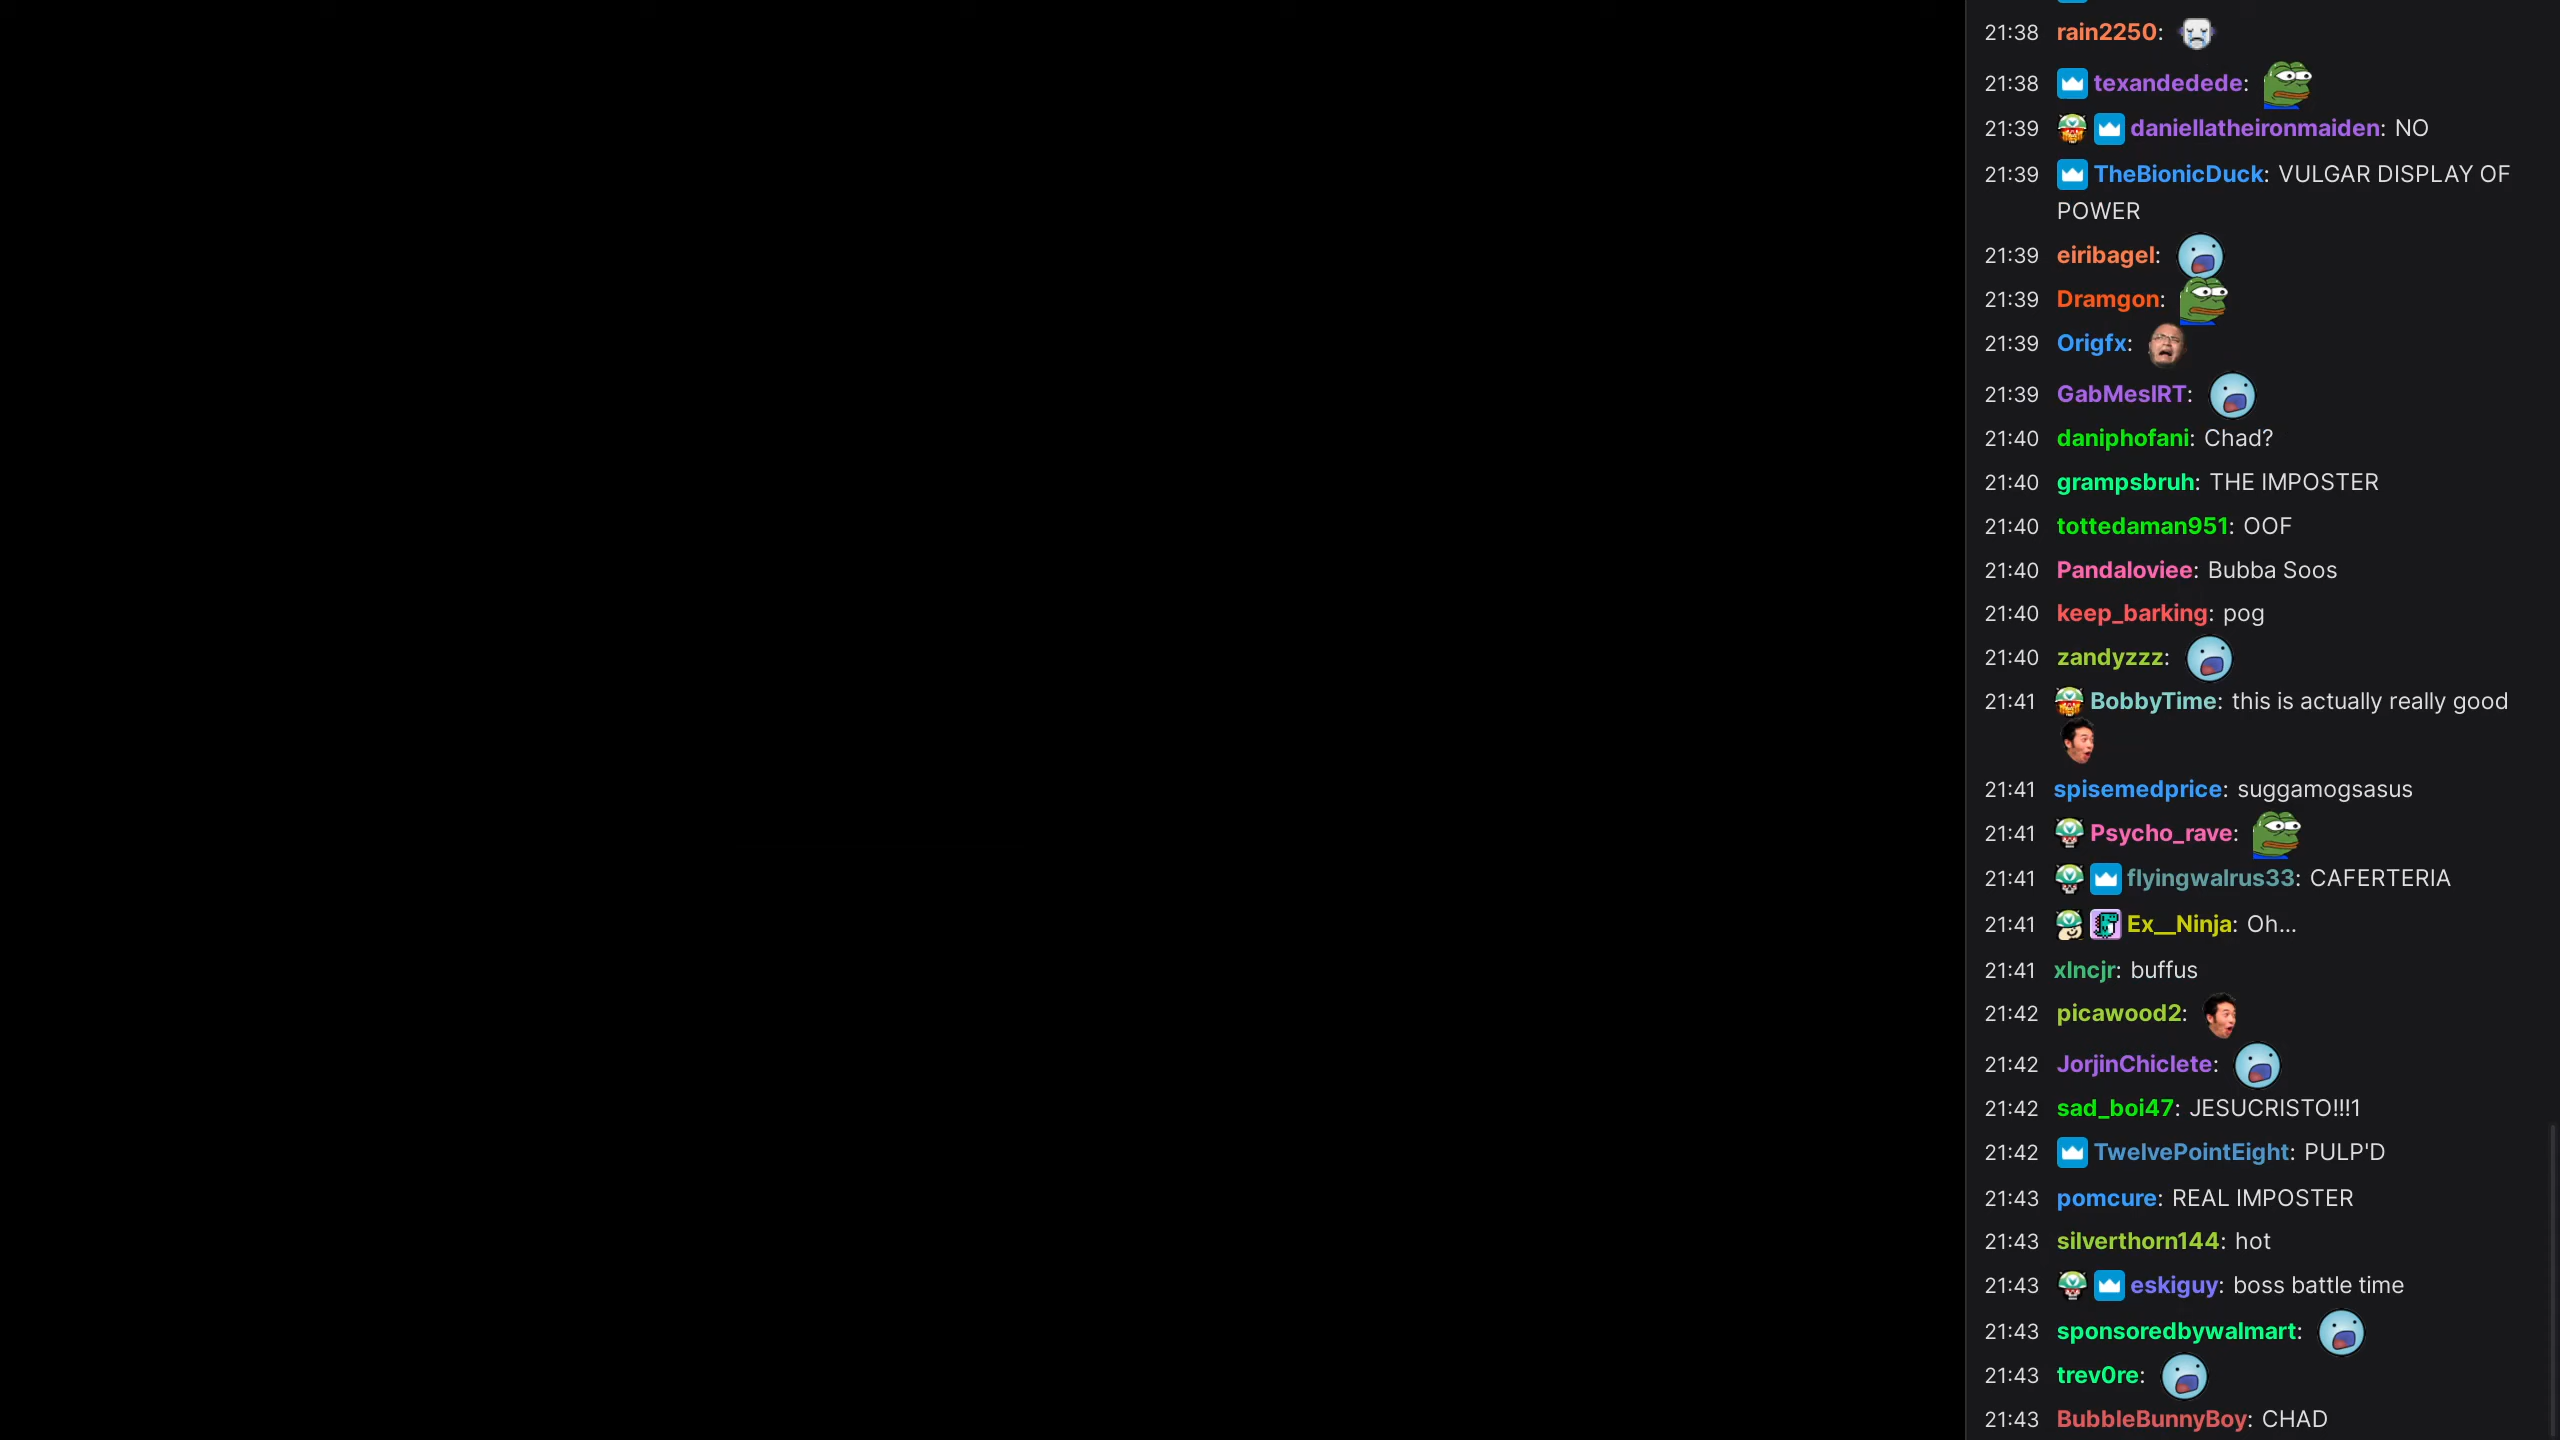 21:38 rain2250:
21:38 texandedede:
21:39 daniellatheironmaiden: NO
21:39 TheBionicDuck: VULGAR DISPLAY OF
POWER
21:39 eiribagel:
21:39 Dramgon:
21:39 Origfx:
21:39 GabMesIRT:
21:40 daniphofani: Chad?
21:40 grampsbruh: THE IMPOSTER
21:40 tottedaman951: OOF
21:40 Pandaloviee: Bubba Soos
21:40 keep_barking: pog
21:40 zandyzzz:
21:41 BobbyTime: this is actually really good
21:41 spisemedprice: suggamogsasus
21:41 Psycho_rave:
21:41 flyingwalrus33: CAFERTERIA
21:41 Ex__Ninja: Oh...
21:41 xlncjr: buffus
21:42 picawood2:
21:42 JorjinChiclete:
21:42 sad_boi47: JESUCRISTO!!!1
21:42 TwelvePointEight: PULP'D
21:43 pomcure: REAL IMPOSTER
21:43 silverthorn144: hot
21:43 eskiguy: boss battle time
21:43 sponsoredbywalmart:
21:43 trev0re:
21:43 BubbleBunnyBoy: CHAD